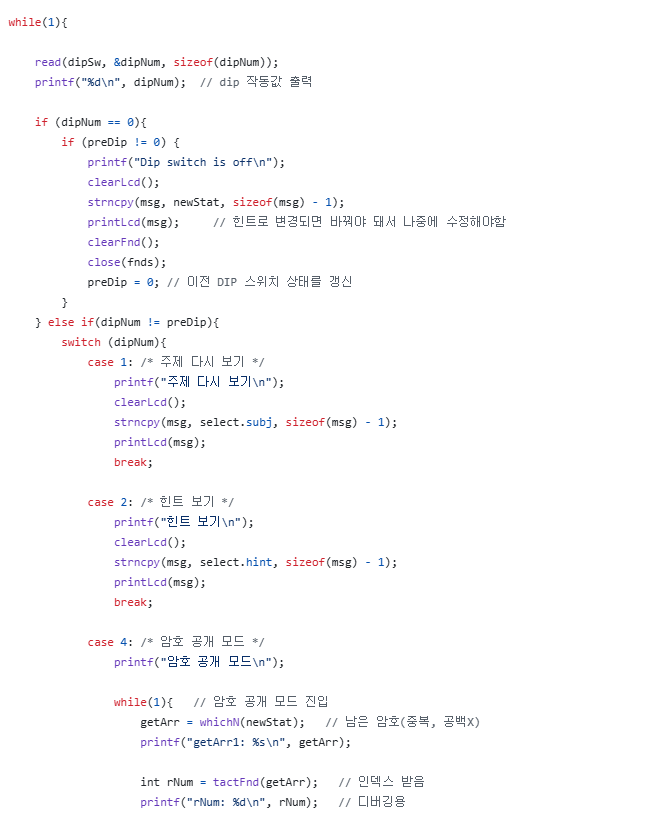 while(1){
read(dipSw, &dipNum, sizeof(dipNum));
printf("%d\n", dipNum);  // dip 작동값 출력
if (dipNum == 0){
if (preDip != 0) {
printf("Dip switch is off\n");
clearLcd();
strncpy(msg, newStat, sizeof(msg) - 1);
printLcd(msg);     // 힌트로 변경되면 바꿔야 돼서 나중에 수정해야함
clearFnd();
close(fnds);
preDip = 0; // 이전 DIP 스위치 상태를 갱신
}
} else if(dipNum != preDip){
switch (dipNum){
case 1: /* 주제 다시 보기 */
printf("주제 다시 보기\n");
clearLcd();
strncpy(msg, select.subj, sizeof(msg) - 1);
printLcd(msg);
break;
case 2: /* 힌트 보기 */
printf("힌트 보기\n");
clearLcd();
strncpy(msg, select.hint, sizeof(msg) - 1);
printLcd(msg);
break;
case 4: /* 암호 공개 모드 */
printf("암호 공개 모드\n");
while(1){   // 암호 공개 모드 진입
getArr = whichN(newStat);   // 남은 암호(중복, 공백X)
printf("getArr1: %s\n", getArr);
int rNum = tactFnd(getArr);   // 인덱스 받음
printf("rNum: %d\n", rNum);   // 디버깅용